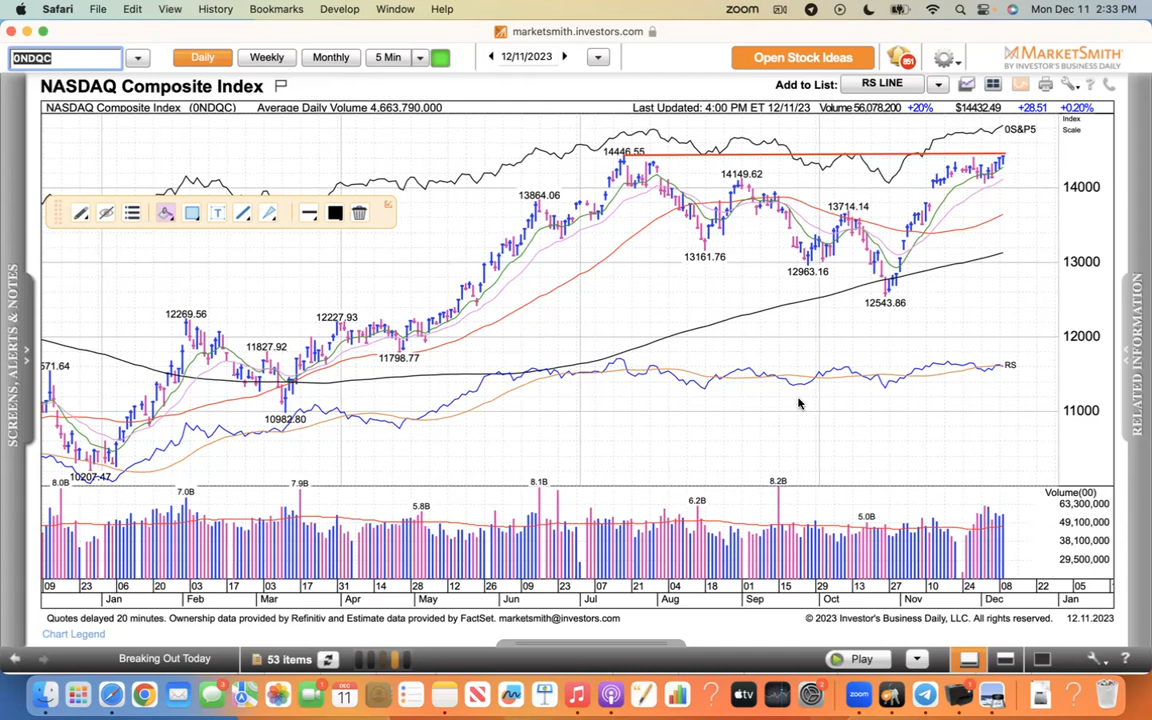 Safari File Edit View History Bookmarks Develop Window Help zoom Mon Dec 11 2:33 PM
marketsmith.investors.com
0NDQC Daily Weekly Monthly 5 Min 12/11/2023 Open Stock Ideas 851 MARKETSMITH
BY INVESTOR'S BUSINESS DAILY
NASDAQ Composite Index Add to List: RS LINE
NASDAQ Composite Index (0NDQC) Average Daily Volume 4.663.790.000 Last Updated: 4:00 PM ET 12/11/23 Volume 56.078.200 +20% $14432.49 +28.51 +0.20%
Index
Scale
0S&P5
14446.55
14149.62
14000
13864.06
13714.14
13161.76
13000
12963.16
12543.86
12269.56
12227.93
12000
11827.92
11798.77
571.64
RS
11000
10982.80
10207.47
8.0B 7.0B 7.9B 5.8B 8.1B 6.2B 8.2B 5.0B
Volume(00)
63,300,000
49,100,000
38,100,000
29,500,000
09 23 06 20 03 17 03 17 31 14 28 12 26 09 23 07 21 04 18 01 15 29 13 27 10 24 08 22 05
Jan Feb Mar Apr May Jun Jul Aug Sep Oct Nov Dec Jan
Quotes delayed 20 minutes. Ownership data provided by Refinitiv and Estimate data provided by FactSet. marketsmith@investors.com © 2023 Investor's Business Daily, LLC. All rights reserved. 12.11.2023
Chart Legend
SCREENS, ALERTS & NOTES
RELATED INFORMATION
Breaking Out Today 53 items Play
DEC
11
zoom